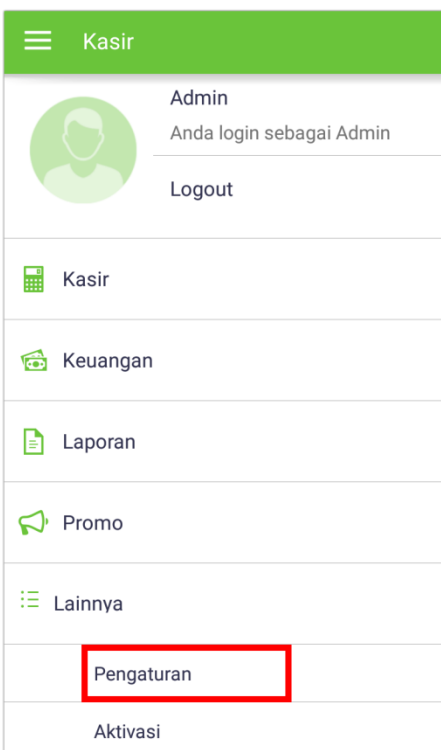 Kasir
Admin
Anda login sebagai Admin
Logout
Kasir
Keuangan
Laporan
Promo
Lainnya
Pengaturan
Aktivasi